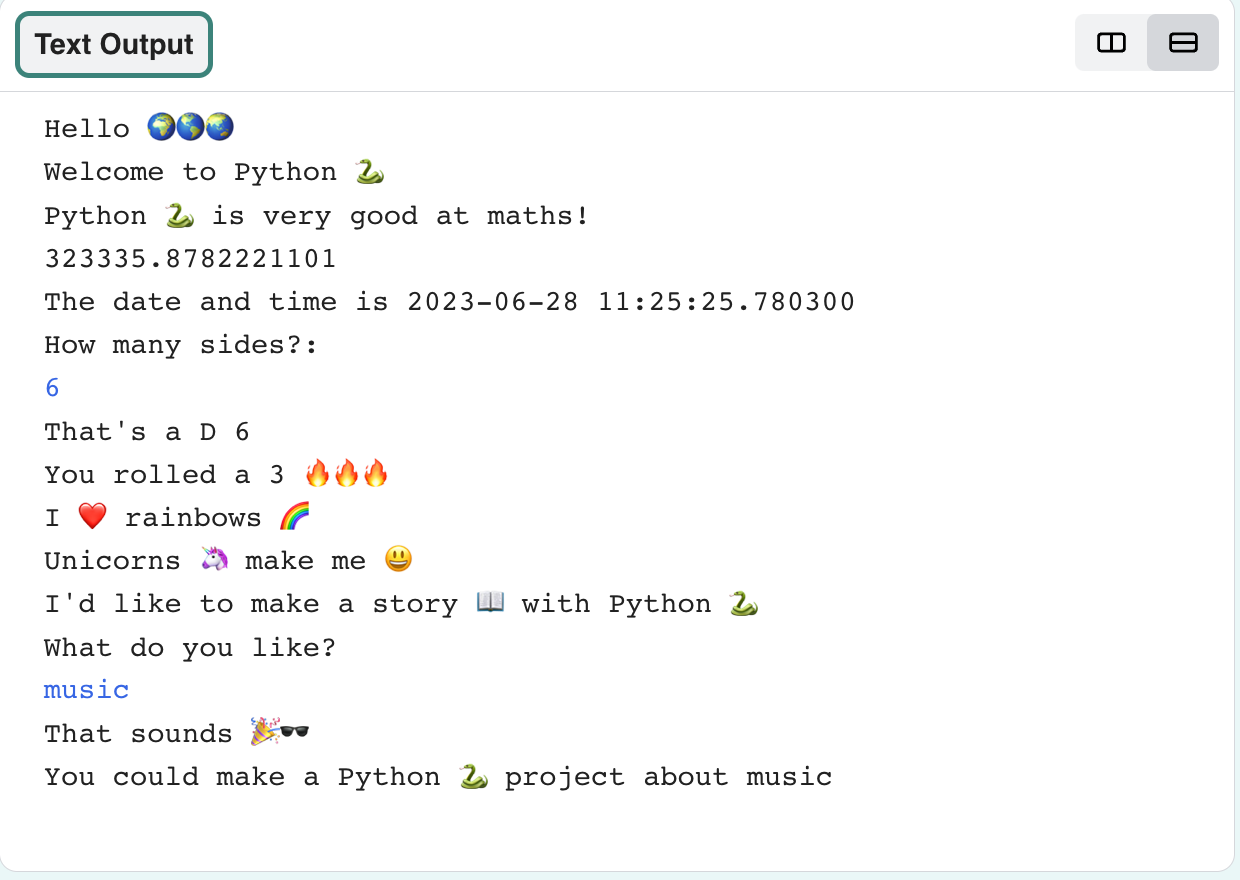 Text Output
Hello 🌍🌎🌏
Welcome to Python 🐍
Python 🐍 is very good at maths!
323335.8782221101
The date and time is 2023-06-28 11:25:25.780300
How many sides?:
6
That's a D 6
You rolled a 3 🔥🔥🔥
I ❤️ rainbows 🌈
Unicorns 🦄 make me 😃
I'd like to make a story 📖 with Python 🐍
What do you like?
music
That sounds 🎉🕶️
You could make a Python 🐍 project about music